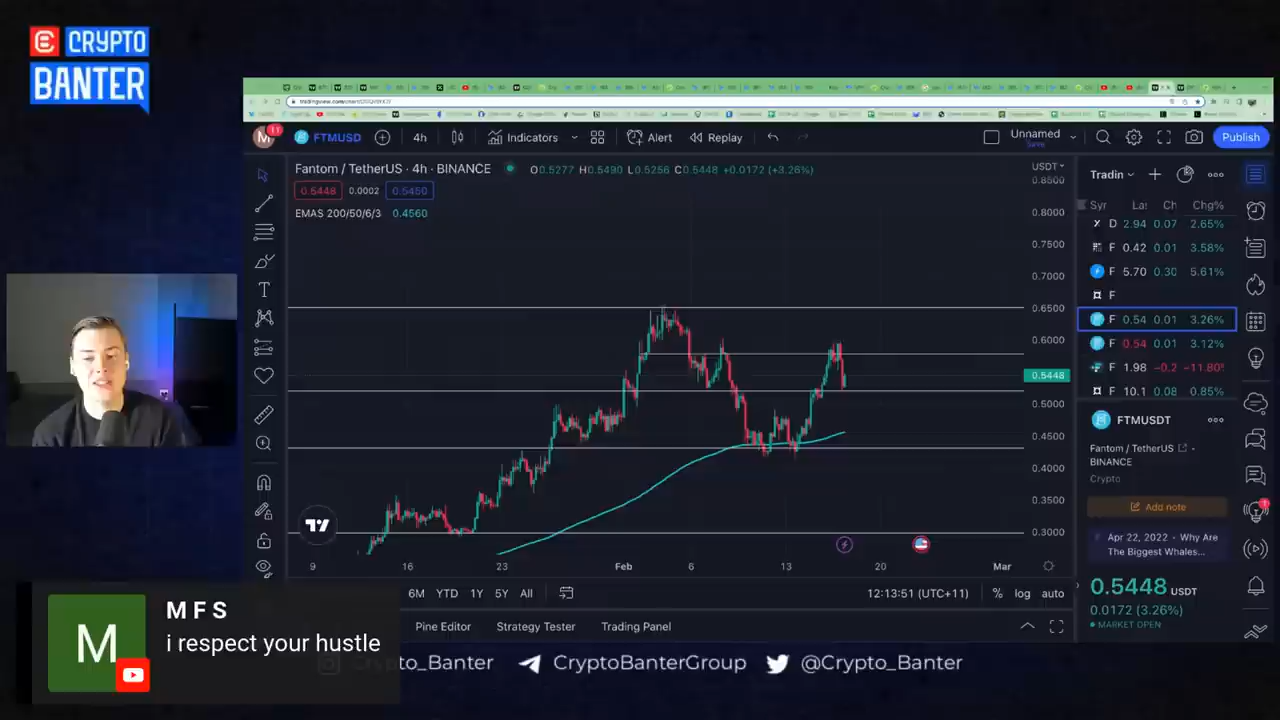 CRYPTO
BANTER
FTMUSD
4h
Indicators
Alert
Replay
Unnamed
Save
Publish
Fantom / TetherUS · 4h · BINANCE
O0.5277 H0.5490 L0.5256 C0.5448 +0.0172 (+3.26%)
0.5448 0.0002 0.5450
EMAS 200/50/6/3 0.4560
USDT
0.8500
0.8000
0.7500
0.7000
0.6500
0.6000
0.5448
0.5000
0.4500
0.4000
0.3500
0.3000
9 16 23 Feb 6 13 20 Mar
6M YTD 1Y 5Y All
12:13:51 (UTC+11) % log auto
Pine Editor Strategy Tester Trading Panel
Tradin
Syr Ch Chg%
D 2.94 0.07 2.65%
F 0.42 0.01 3.58%
F 5.70 0.30 5.61%
F
F 0.54 0.01 3.26%
F 0.54 0.01 3.12%
F 1.98 -0.2 -11.80
F 10.1 0.08 0.85%
FTMUSDT
Fantom / TetherUS
BINANCE
Crypto
Add note
Apr 22, 2022 · Why Are
The Biggest Whales...
0.5448 USDT
0.0172 (3.26%)
MARKET OPEN
M
M F S
i respect your hustle
pto_Banter
CryptoBanterGroup
@Crypto_Banter